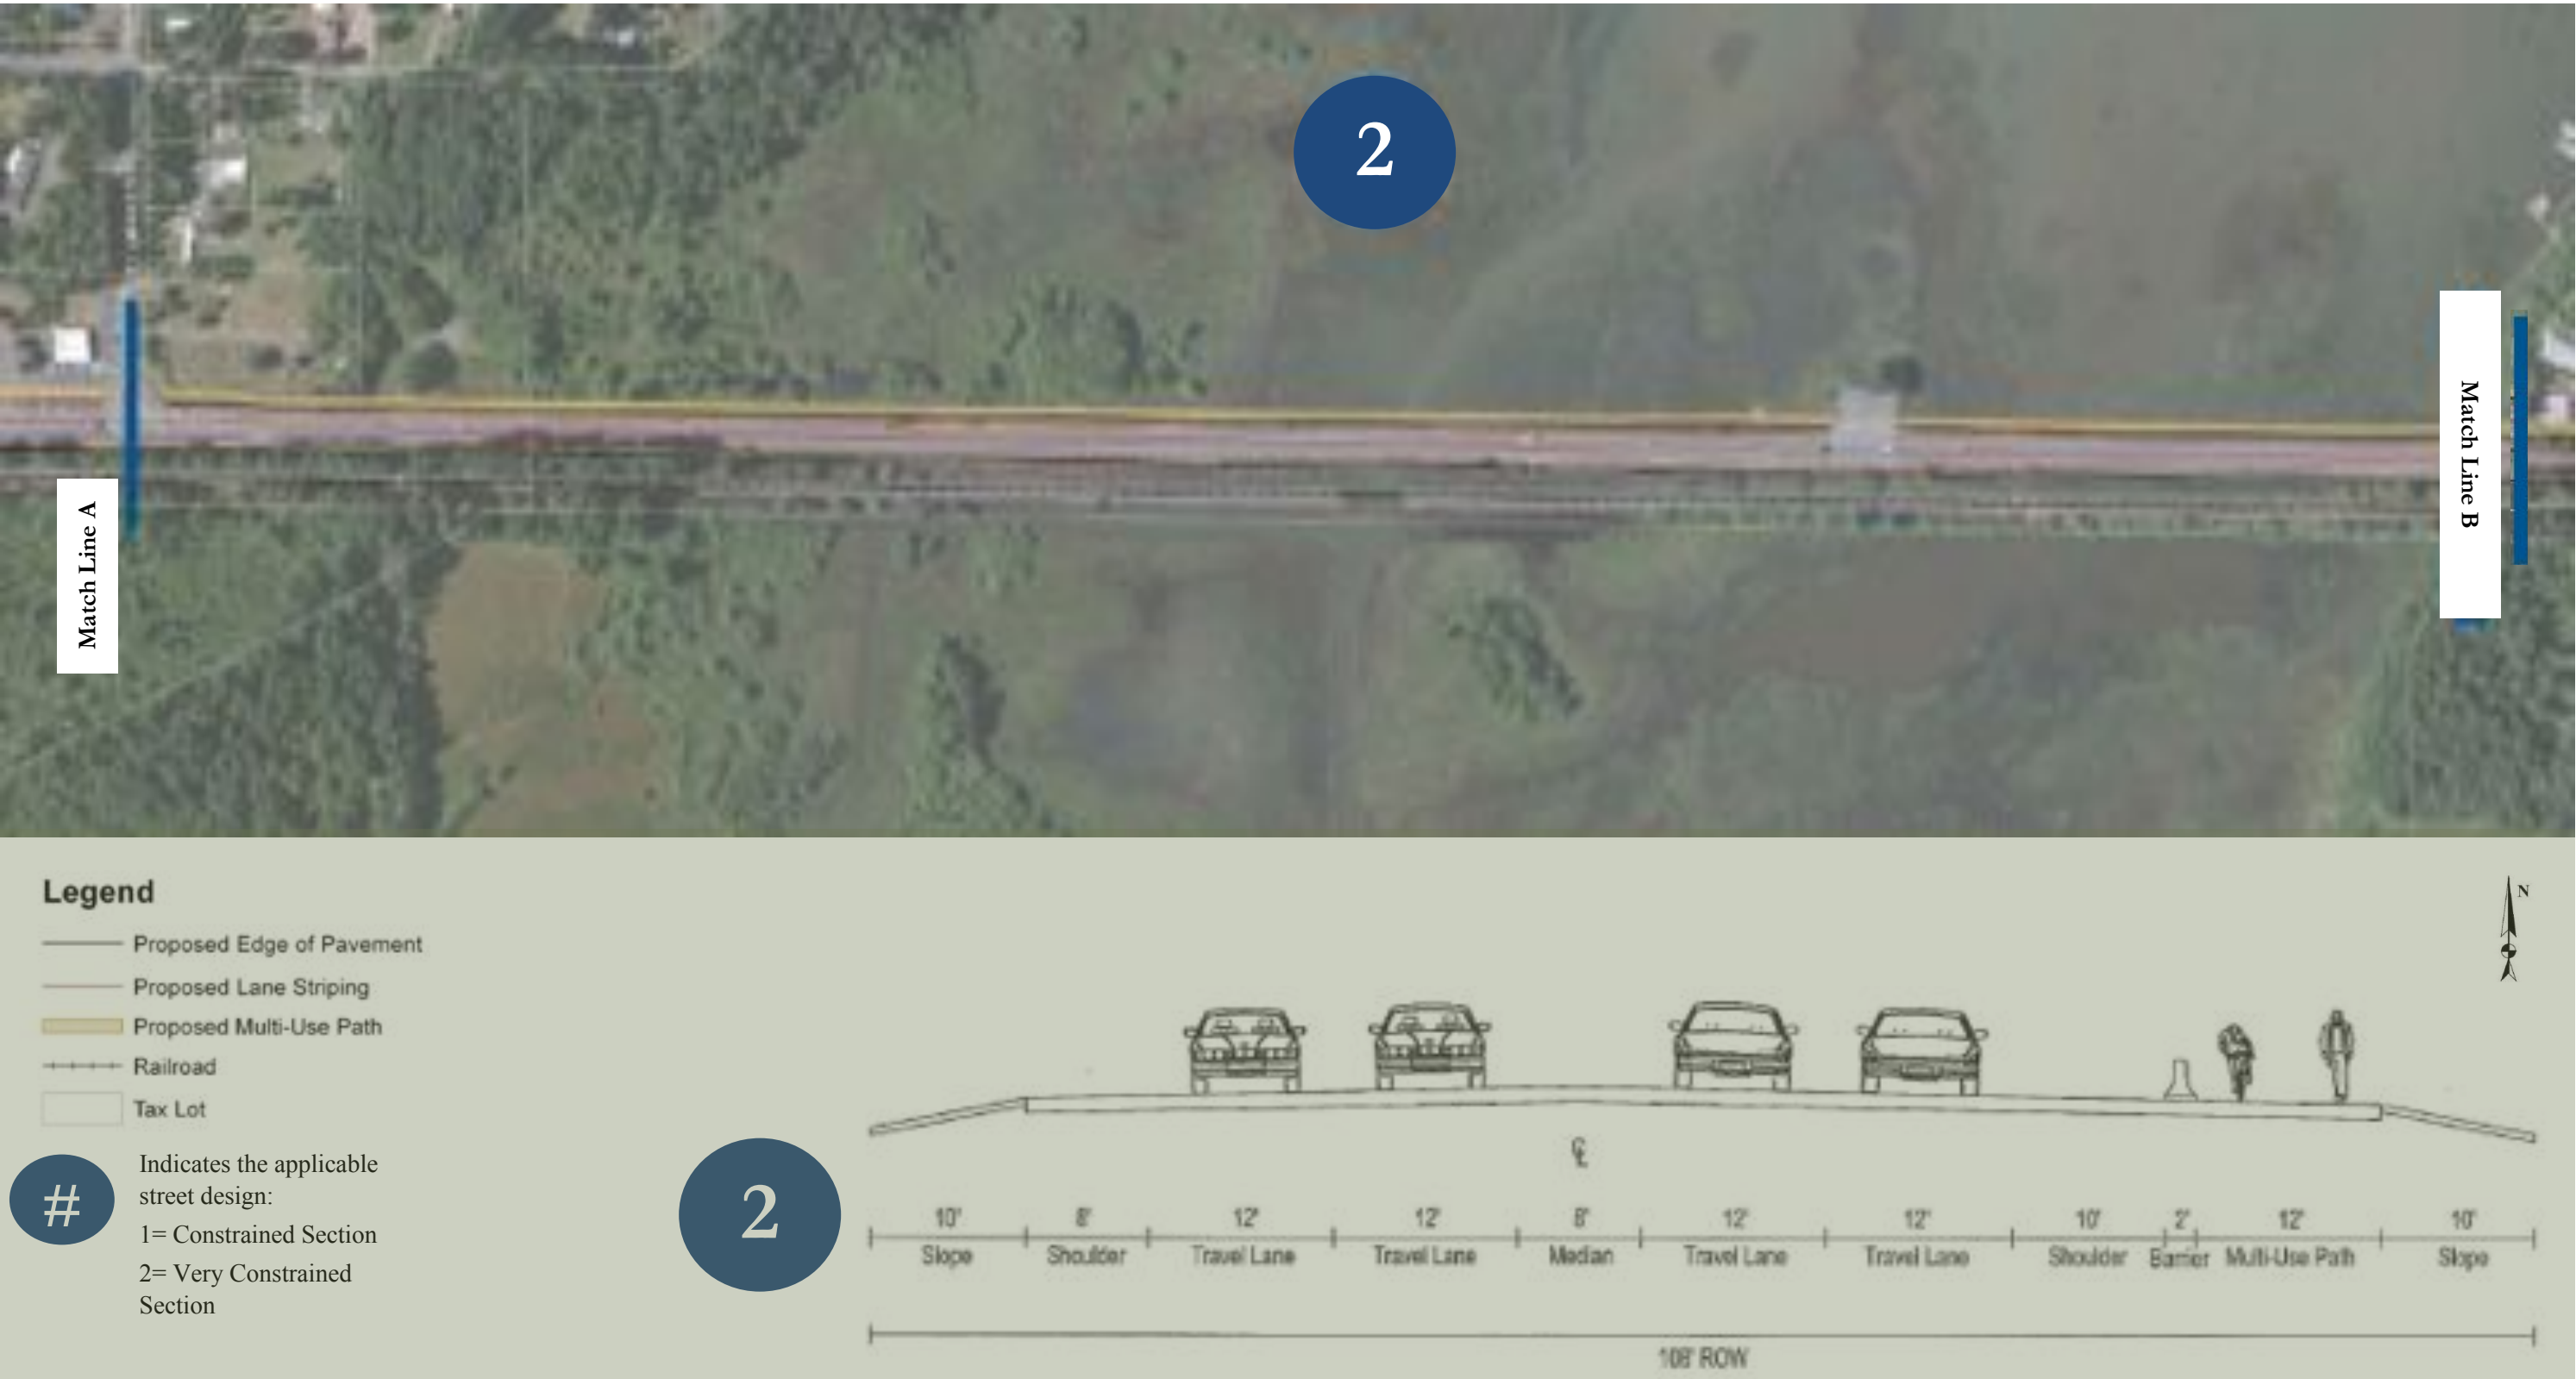 2
Match Line A
Match Line B
Legend
Proposed Edge of Pavement
Proposed Lane Striping
Proposed Multi-Use Path
Railroad
Tax Lot
#
Indicates the applicable
street design:
1= Constrained Section
2= Very Constrained
Section
N
2
℄
10' 8' 12' 12' 8' 12' 12' 10' 2' 12' 10'
Slope Shoulder Travel Lane Travel Lane Median Travel Lane Travel Lane Shoulder Barrier Multi-Use Path Slope
108' ROW